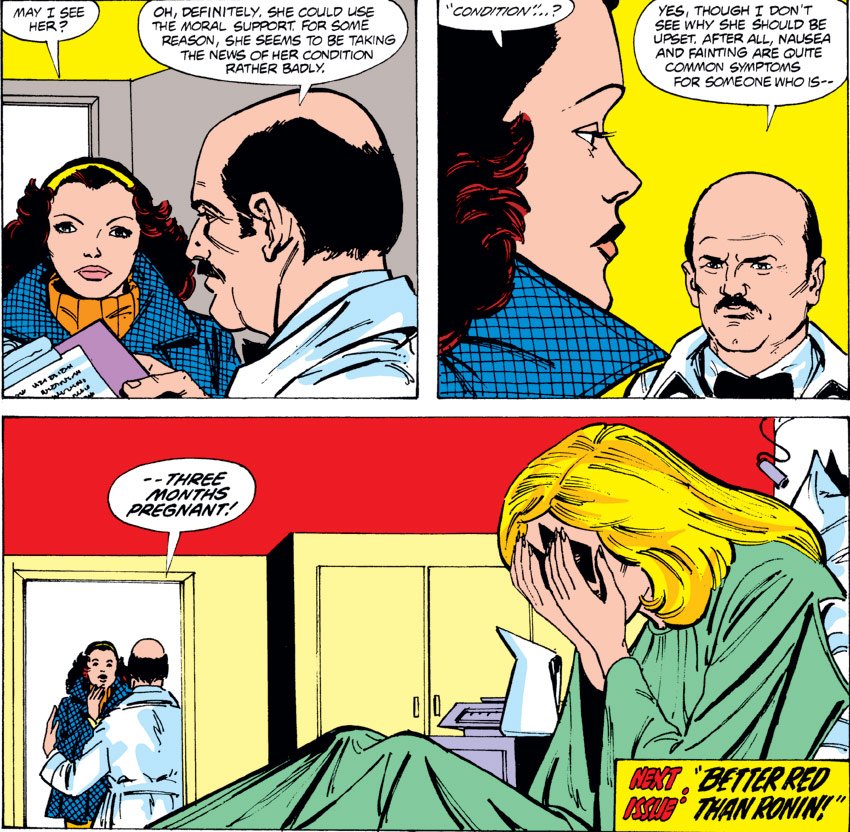 MAY I SEE
HER?
OH, DEFINITELY. SHE COULD USE
THE MORAL SUPPORT. FOR SOME
REASON, SHE SEEMS TO BE TAKING
THE NEWS OF HER CONDITION
RATHER BADLY.
"CONDITION"...?
YES, THOUGH I DON'T
SEE WHY SHE SHOULD BE
UPSET. AFTER ALL, NAUSEA
AND FAINTING ARE QUITE
COMMON SYMPTOMS
FOR SOMEONE WHO IS--
--THREE
MONTHS
PREGNANT!
NEXT
ISSUE:
"BETTER RED
THAN RONIN!"